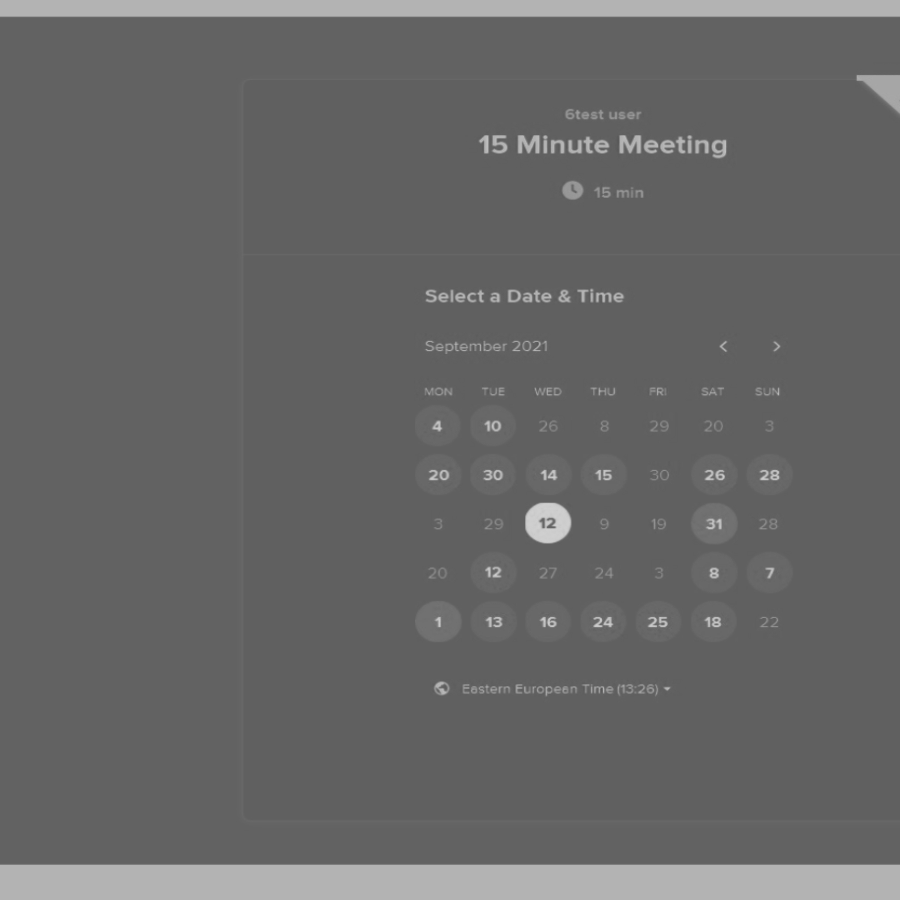 6test user
15 Minute Meeting
15 min
Select a Date & Time
September 2021
MON TUE WED THU FRI SAT SUN
4 10 26 8 29 20 3
20 30 14 15 30 26 28
3 29 12 9 19 31 28
20 12 27 24 3 8 7
1 13 16 24 25 18 22
Eastern European Time (13:26)